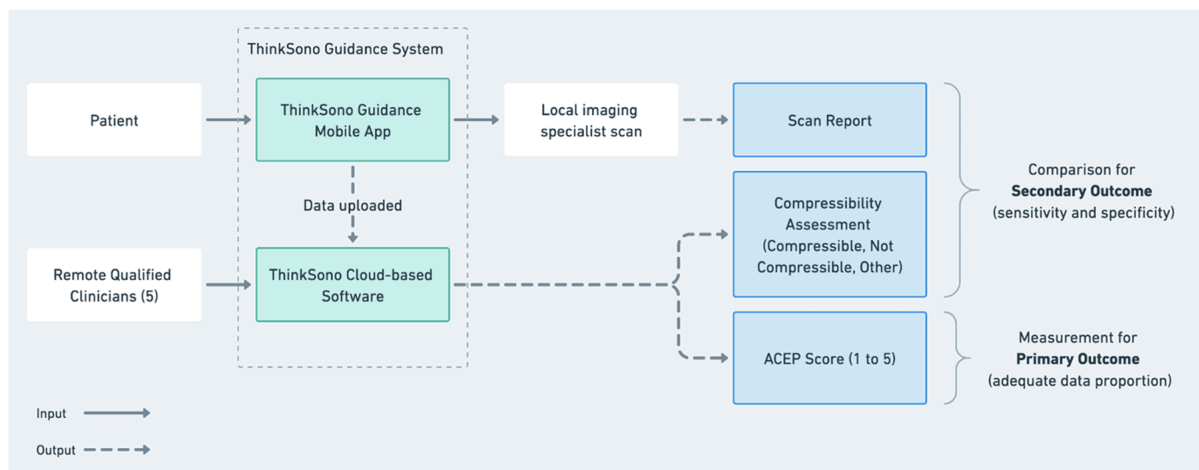 ThinkSono Guidance System
Patient
ThinkSono Guidance
Mobile App
Local imaging
specialist scan
Scan Report
Data uploaded
Compressibility
Assessment
(Compressible, Not
Compressible, Other)
Comparison for
Secondary Outcome
(sensitivity and specificity)
Remote Qualified
Clinicians (5)
ThinkSono Cloud-based
Software
ACEP Score (1 to 5)
Measurement for
Primary Outcome
(adequate data proportion)
Input
Output